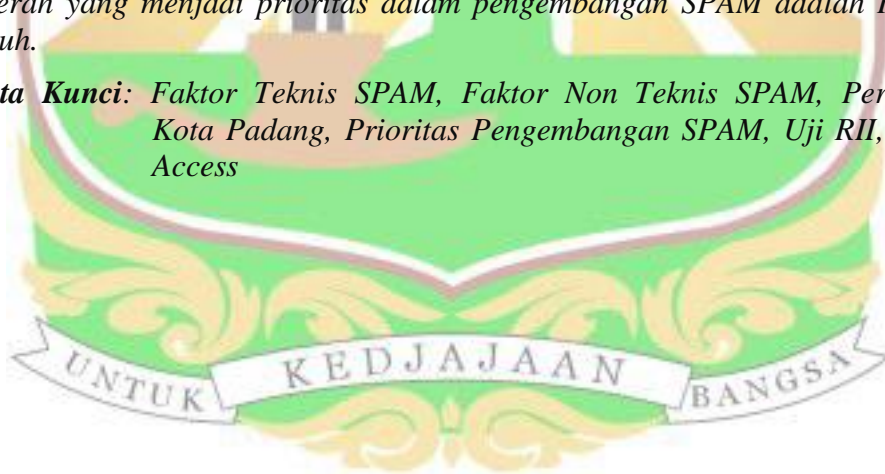 erah yang menjadi prioritas dalam pengembangan SPAM adalah
uh.
ta Kunci: Faktor Teknis SPAM, Faktor Non Teknis SPAM, Per
Kota Padang, Prioritas Pengembangan SPAM, Uji RII,
Access
UNTUK KEDJAJAAN BANGSA